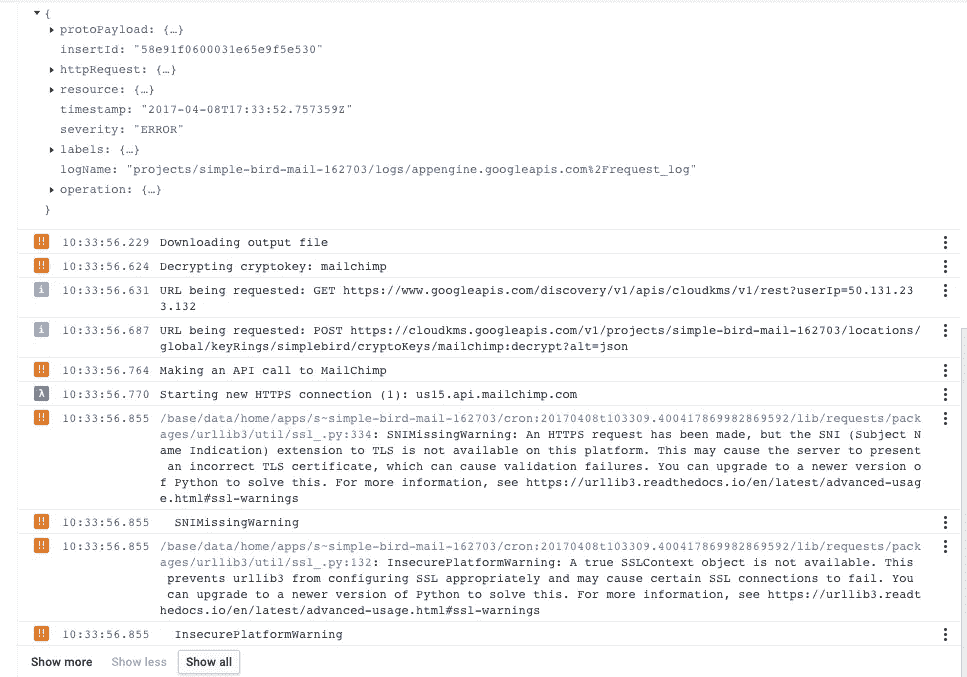 {
protoPayload: {…}
insertId: "58e91f0600031e65e9f5e530"
httpRequest: {…}
resource: {…}
timestamp: "2017-04-08T17:33:52.757359Z"
severity: "ERROR"
labels: {…}
logName: "projects/simple-bird-mail-162703/logs/appengine.googleapis.com%2Frequest_log"
operation: {…}
}
!! 10:33:56.229 Downloading output file
!! 10:33:56.624 Decrypting cryptokey: mailchimp
i 10:33:56.631 URL being requested: GET https://www.googleapis.com/discovery/v1/apis/cloudkms/v1/rest?userIp=50.131.23
3.132
i 10:33:56.687 URL being requested: POST https://cloudkms.googleapis.com/v1/projects/simple-bird-mail-162703/locations/
global/keyRings/simplebird/cryptoKeys/mailchimp:decrypt?alt=json
!! 10:33:56.764 Making an API call to MailChimp
λ 10:33:56.770 Starting new HTTPS connection (1): us15.api.mailchimp.com
!! 10:33:56.855 /base/data/home/apps/s~simple-bird-mail-162703/cron:20170408t103309.400417869982869592/lib/requests/pack
ages/urllib3/util/ssl_.py:334: SNIMissingWarning: An HTTPS request has been made, but the SNI (Subject N
ame Indication) extension to TLS is not available on this platform. This may cause the server to present
an incorrect TLS certificate, which can cause validation failures. You can upgrade to a newer version o
f Python to solve this. For more information, see https://urllib3.readthedocs.io/en/latest/advanced-usag
e.html#ssl-warnings
!! 10:33:56.855 SNIMissingWarning
!! 10:33:56.855 /base/data/home/apps/s~simple-bird-mail-162703/cron:20170408t103309.400417869982869592/lib/requests/pack
ages/urllib3/util/ssl_.py:132: InsecurePlatformWarning: A true SSLContext object is not available. This
prevents urllib3 from configuring SSL appropriately and may cause certain SSL connections to fail. You
can upgrade to a newer version of Python to solve this. For more information, see https://urllib3.readt
hedocs.io/en/latest/advanced-usage.html#ssl-warnings
!! 10:33:56.855 InsecurePlatformWarning
Show more Show less Show all